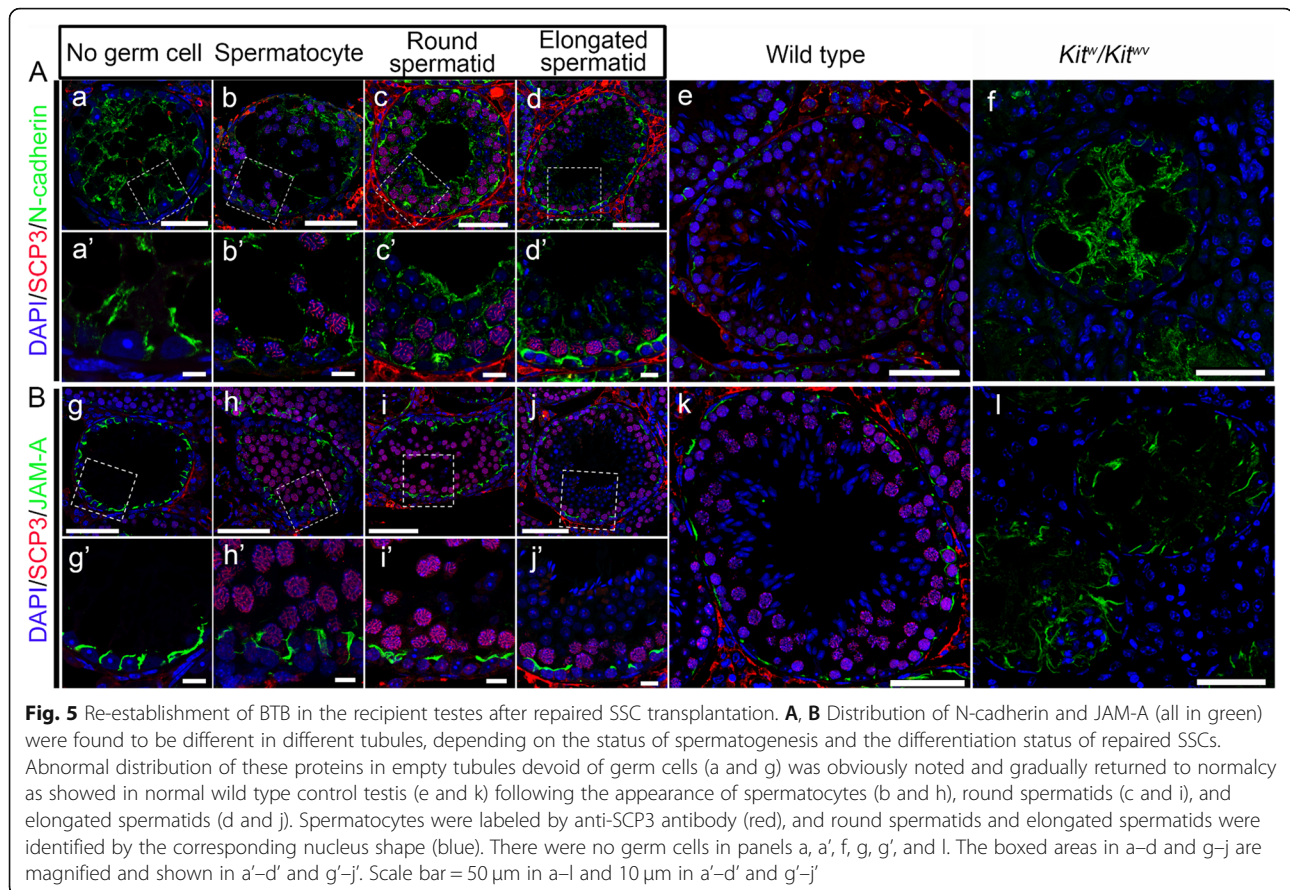 No germ cell Spermatocyte Round spermatid Elongated spermatid Wild type Kitʷ/Kitʷᵛ
A
DAPI/SCP3/N-cadherin
a b c d e f
a' b' c' d'
B
DAPI/SCP3/JAM-A
g h i j k l
g' h' i' j'
Fig. 5 Re-establishment of BTB in the recipient testes after repaired SSC transplantation. A, B Distribution of N-cadherin and JAM-A (all in green)
were found to be different in different tubules, depending on the status of spermatogenesis and the differentiation status of repaired SSCs.
Abnormal distribution of these proteins in empty tubules devoid of germ cells (a and g) was obviously noted and gradually returned to normalcy
as showed in normal wild type control testis (e and k) following the appearance of spermatocytes (b and h), round spermatids (c and i), and
elongated spermatids (d and j). Spermatocytes were labeled by anti-SCP3 antibody (red), and round spermatids and elongated spermatids were
identified by the corresponding nucleus shape (blue). There were no germ cells in panels a, a′, f, g, g′, and l. The boxed areas in a–d and g–j are
magnified and shown in a′–d′ and g′–j′. Scale bar = 50 μm in a–l and 10 μm in a′–d′ and g′–j′